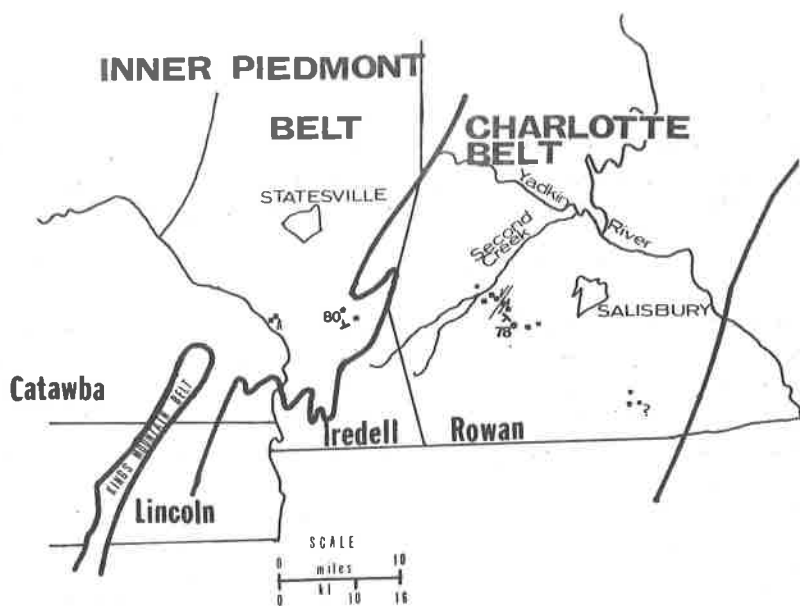 INNER PIEDMONT
BELT
CHARLOTTE
BELT
STATESVILLE
Yadkin
River
Second
Creek
SALISBURY
80°
78°
?
Catawba
KINGS MOUNTAIN BELT
Iredell
Rowan
Lincoln
SCALE
0 10
miles
kl
0 10 16